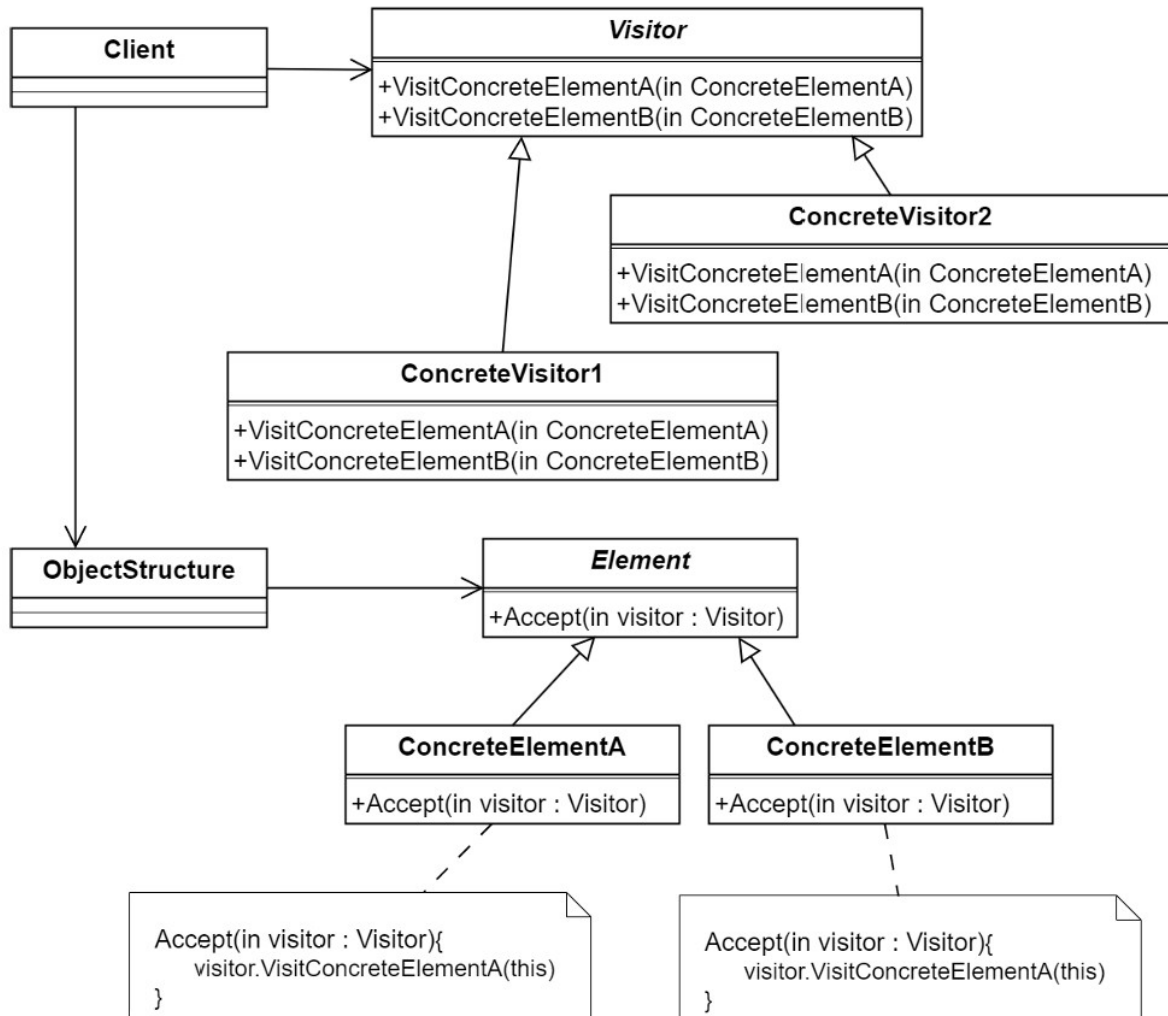 Client
Visitor
+VisitConcreteElementA(in ConcreteElementA)
+VisitConcreteElementB(in ConcreteElementB)
ConcreteVisitor2
+VisitConcreteElementA(in ConcreteElementA)
+VisitConcreteElementB(in ConcreteElementB)
ConcreteVisitor1
+VisitConcreteElementA(in ConcreteElementA)
+VisitConcreteElementB(in ConcreteElementB)
ObjectStructure
Element
+Accept(in visitor : Visitor)
ConcreteElementA
+Accept(in visitor : Visitor)
ConcreteElementB
+Accept(in visitor : Visitor)
Accept(in visitor : Visitor){
visitor.VisitConcreteElementA(this)
}
Accept(in visitor : Visitor){
visitor.VisitConcreteElementA(this)
}